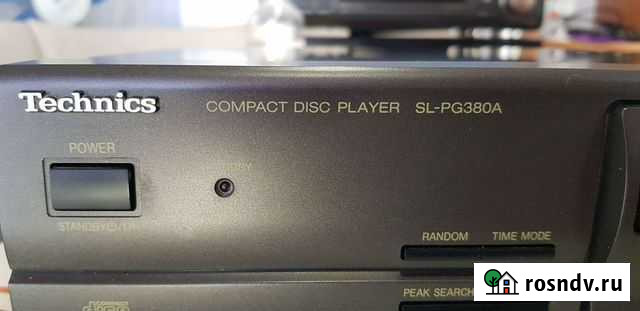 Technics COMPACT DISC PLAYER SL-PG380A
POWER
RANDOM TIME MODE
PEAK SEARCH
rosndv.ru